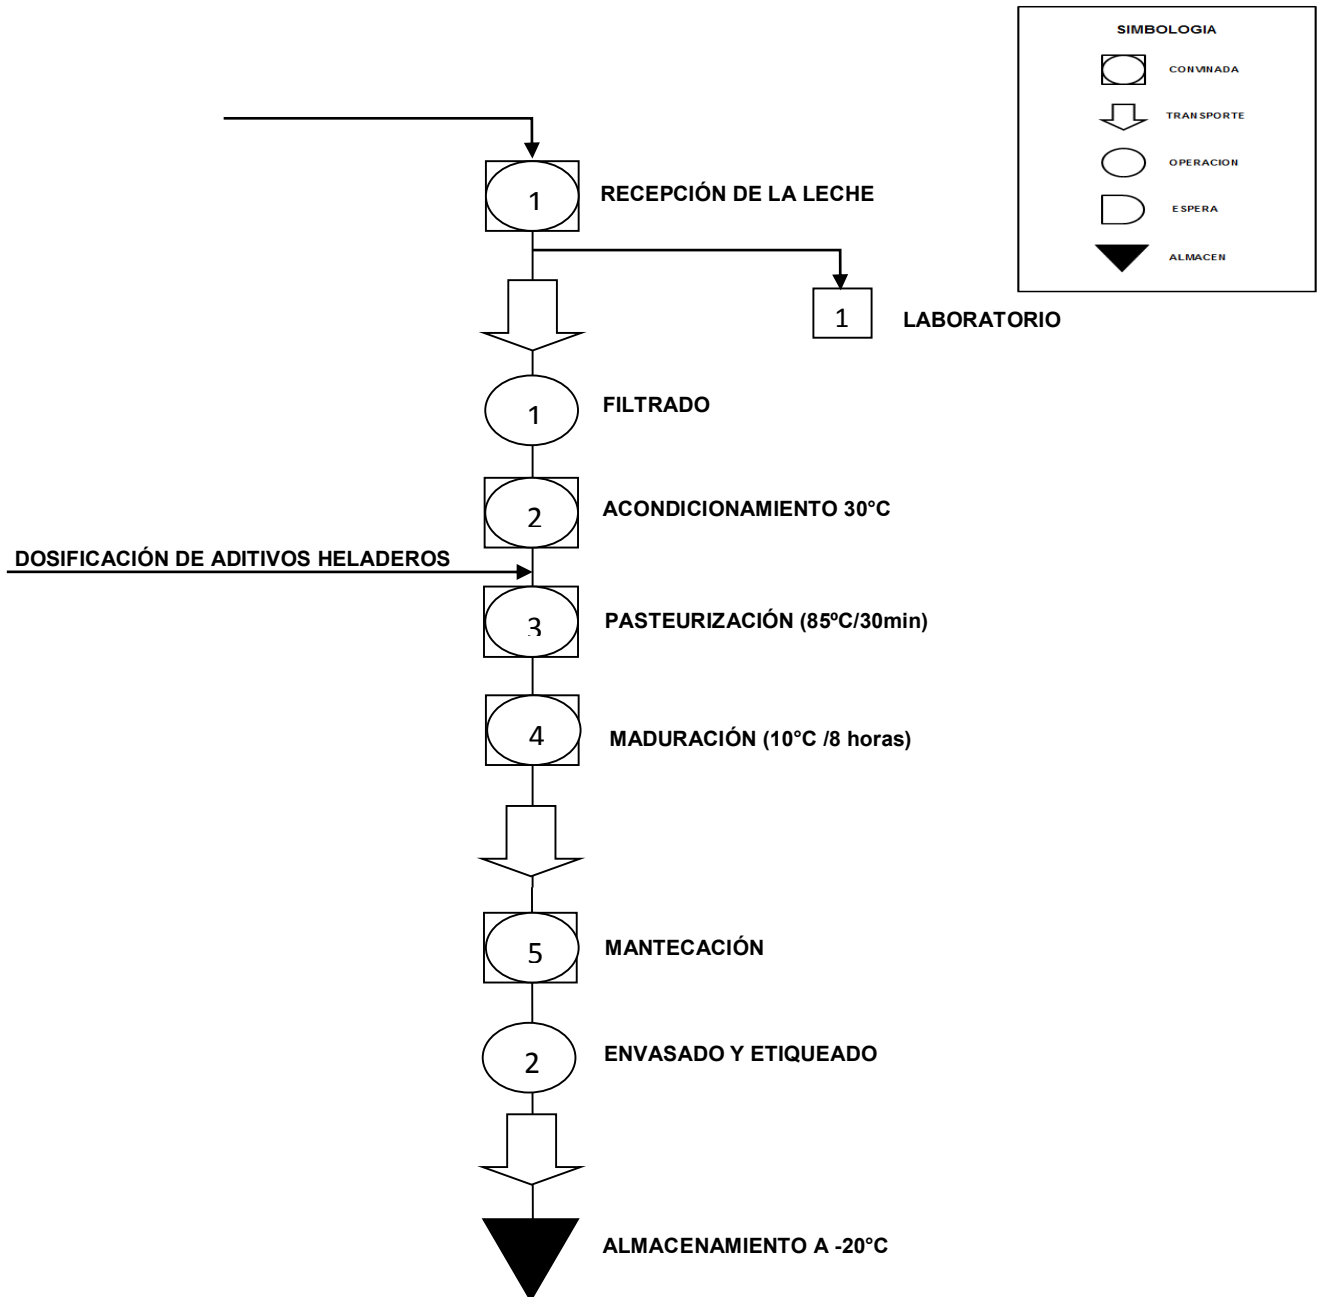 SIMBOLOGIA
CONVINADA
TRANSPORTE
OPERACION
ESPERA
ALMACEN
1
RECEPCIÓN DE LA LECHE
1
LABORATORIO
1
FILTRADO
2
ACONDICIONAMIENTO 30°C
DOSIFICACIÓN DE ADITIVOS HELADEROS
3
PASTEURIZACIÓN (85ºC/30min)
4
MADURACIÓN (10°C /8 horas)
5
MANTECACIÓN
2
ENVASADO Y ETIQUEADO
ALMACENAMIENTO A -20°C